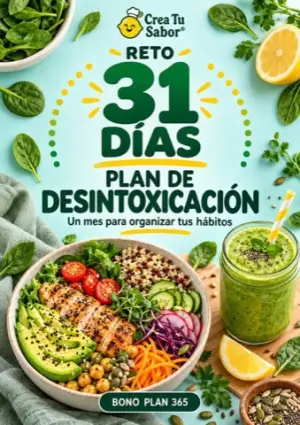 Crea Tu
Sabor®
RETO
31
DÍAS
PLAN DE
DESINTOXICACIÓN
Un mes para organizar tus hábitos
BONO PLAN 365